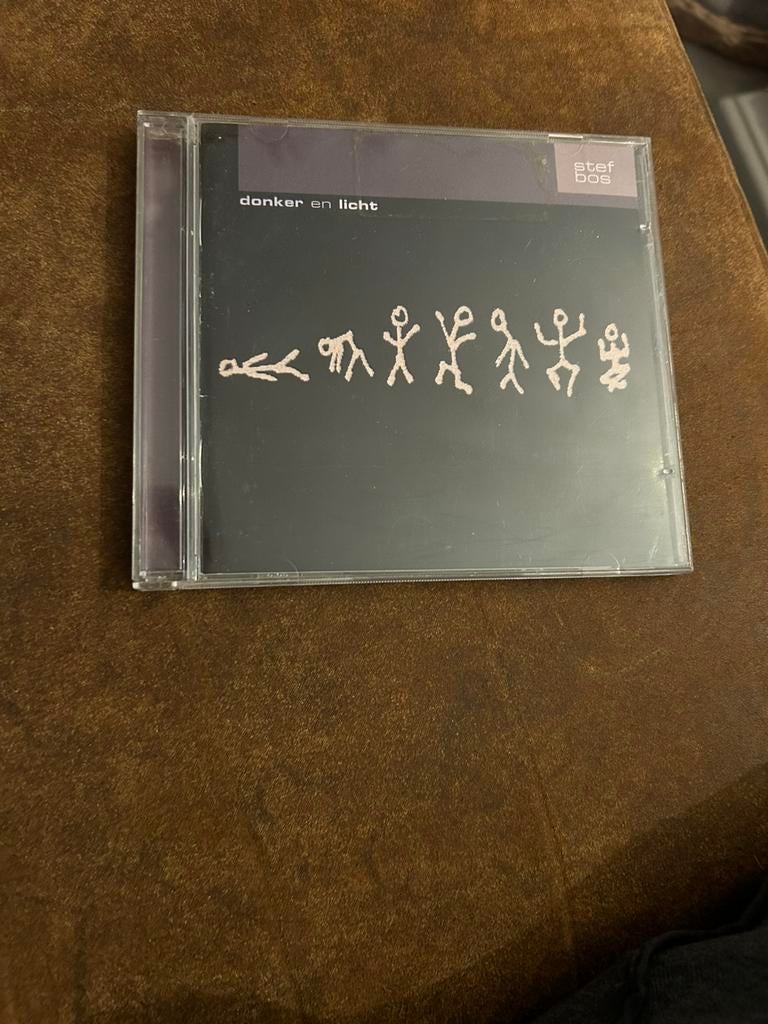 stef
bos
donker en licht